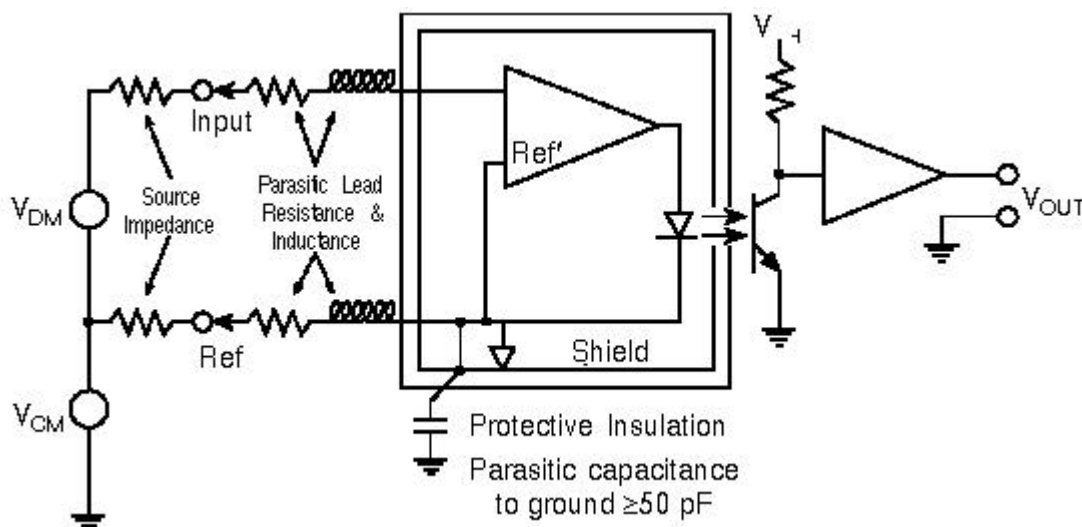 V+
Input
Ref'
Source
Impedance
Parasitic Lead
Resistance &
Inductance
VDM
VOUT
Ref
Shield
VCM
Protective Insulation
Parasitic capacitance
to ground ≥50 pF